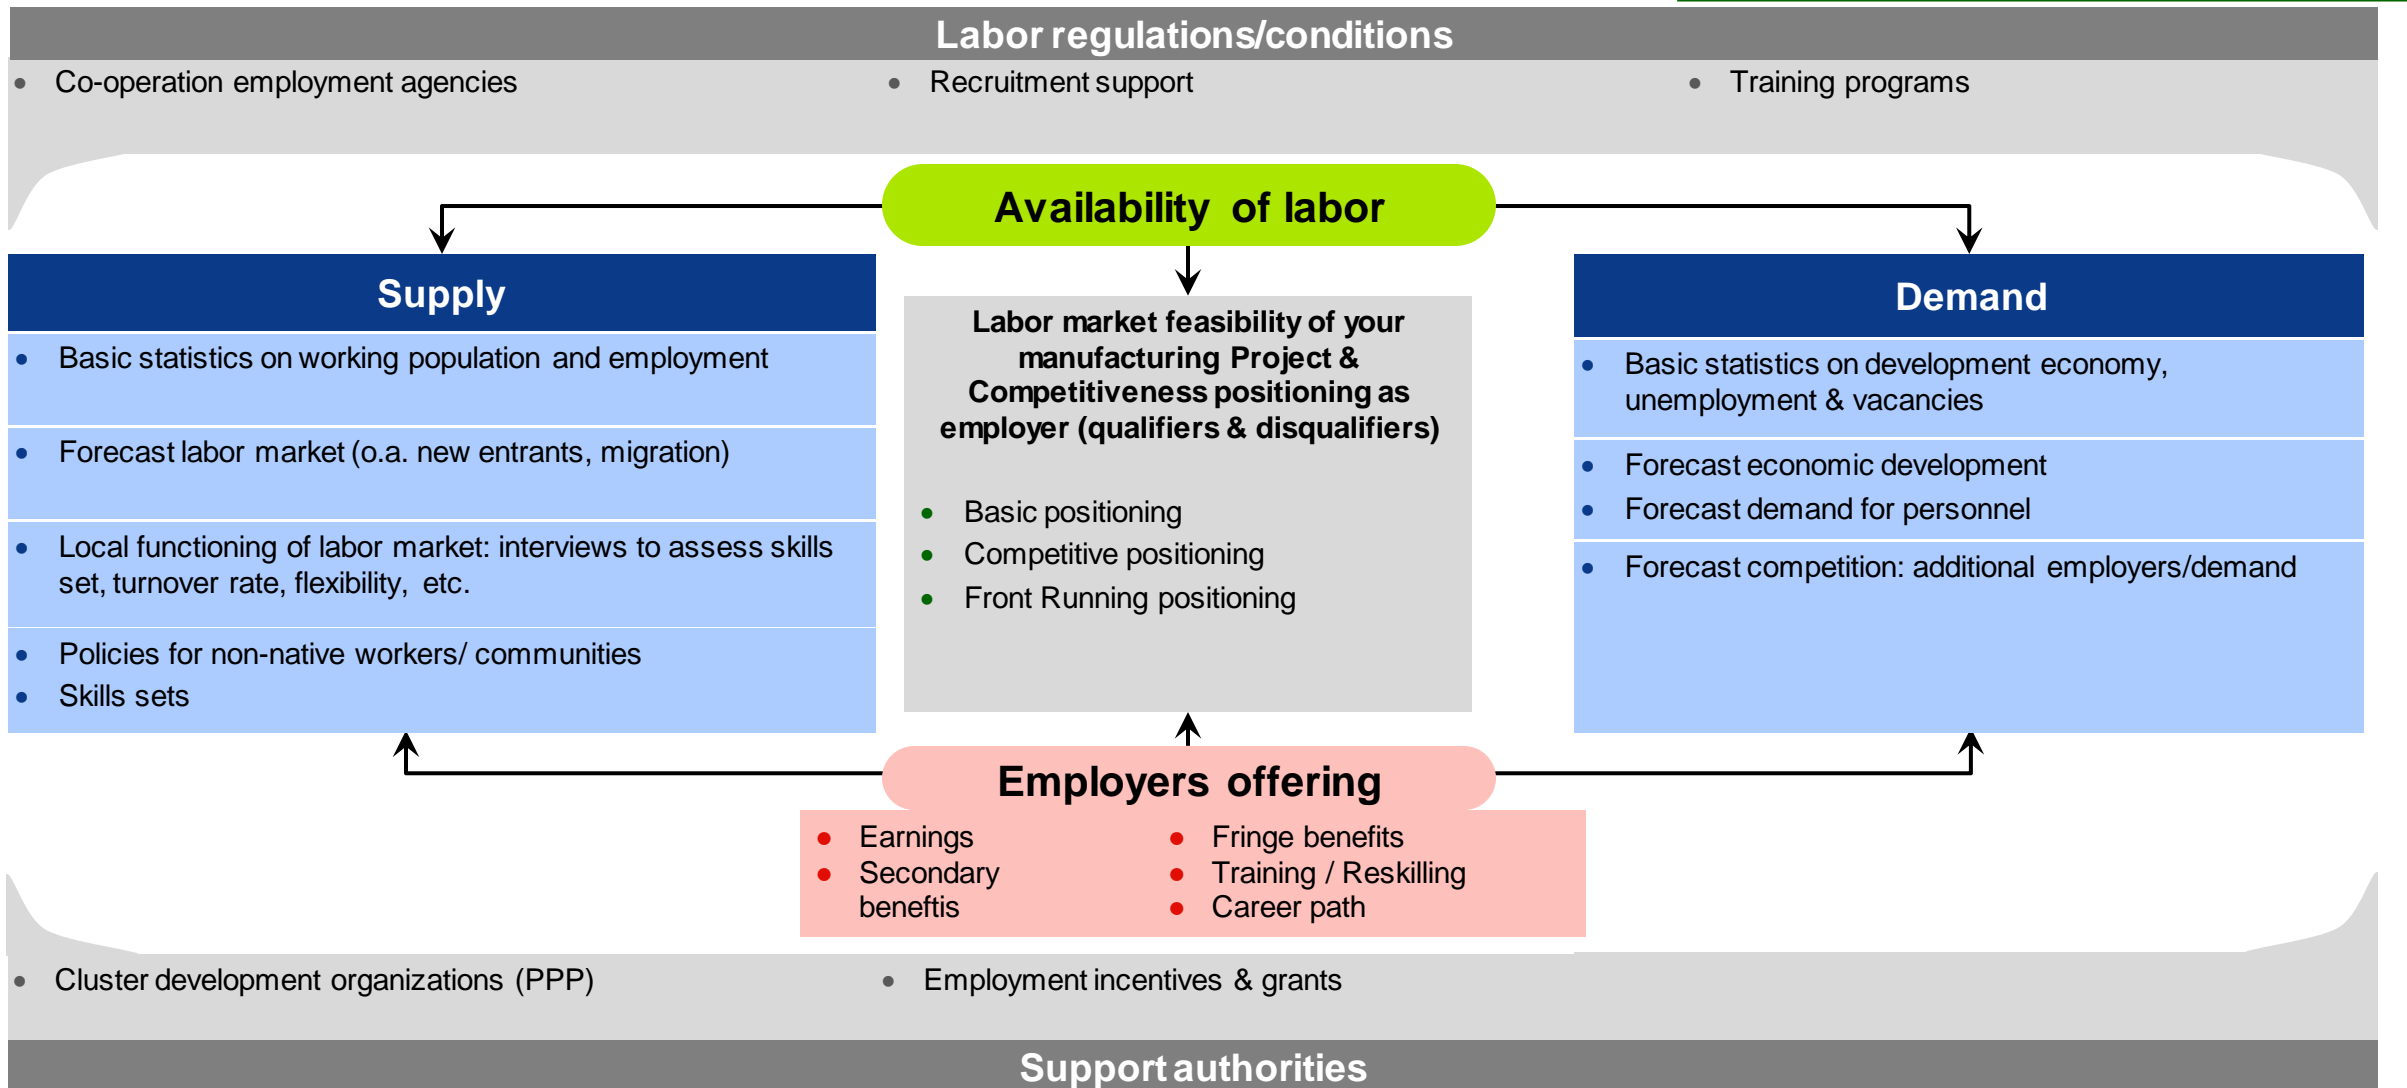 Labor regulations/conditions
Co-operation employment agencies
Recruitment support
Training programs
Availability of labor
Supply
Basic statistics on working population and employment
Forecast labor market (o.a. new entrants, migration)
Local functioning of labor market: interviews to assess skills
set, turnover rate, flexibility, etc.
Policies for non-native workers/ communities
Skills sets
Labor market feasibility of your
manufacturing Project &
Competitiveness positioning as
employer (qualifiers & disqualifiers)
Basic positioning
Competitive positioning
Front Running positioning
Demand
Basic statistics on development economy,
unemployment & vacancies
Forecast economic development
Forecast demand for personnel
Forecast competition: additional employers/demand
Employers offering
Earnings
Secondary
beneftis
Fringe benefits
Training / Reskilling
Career path
Cluster development organizations (PPP)
Employment incentives & grants
Support authorities